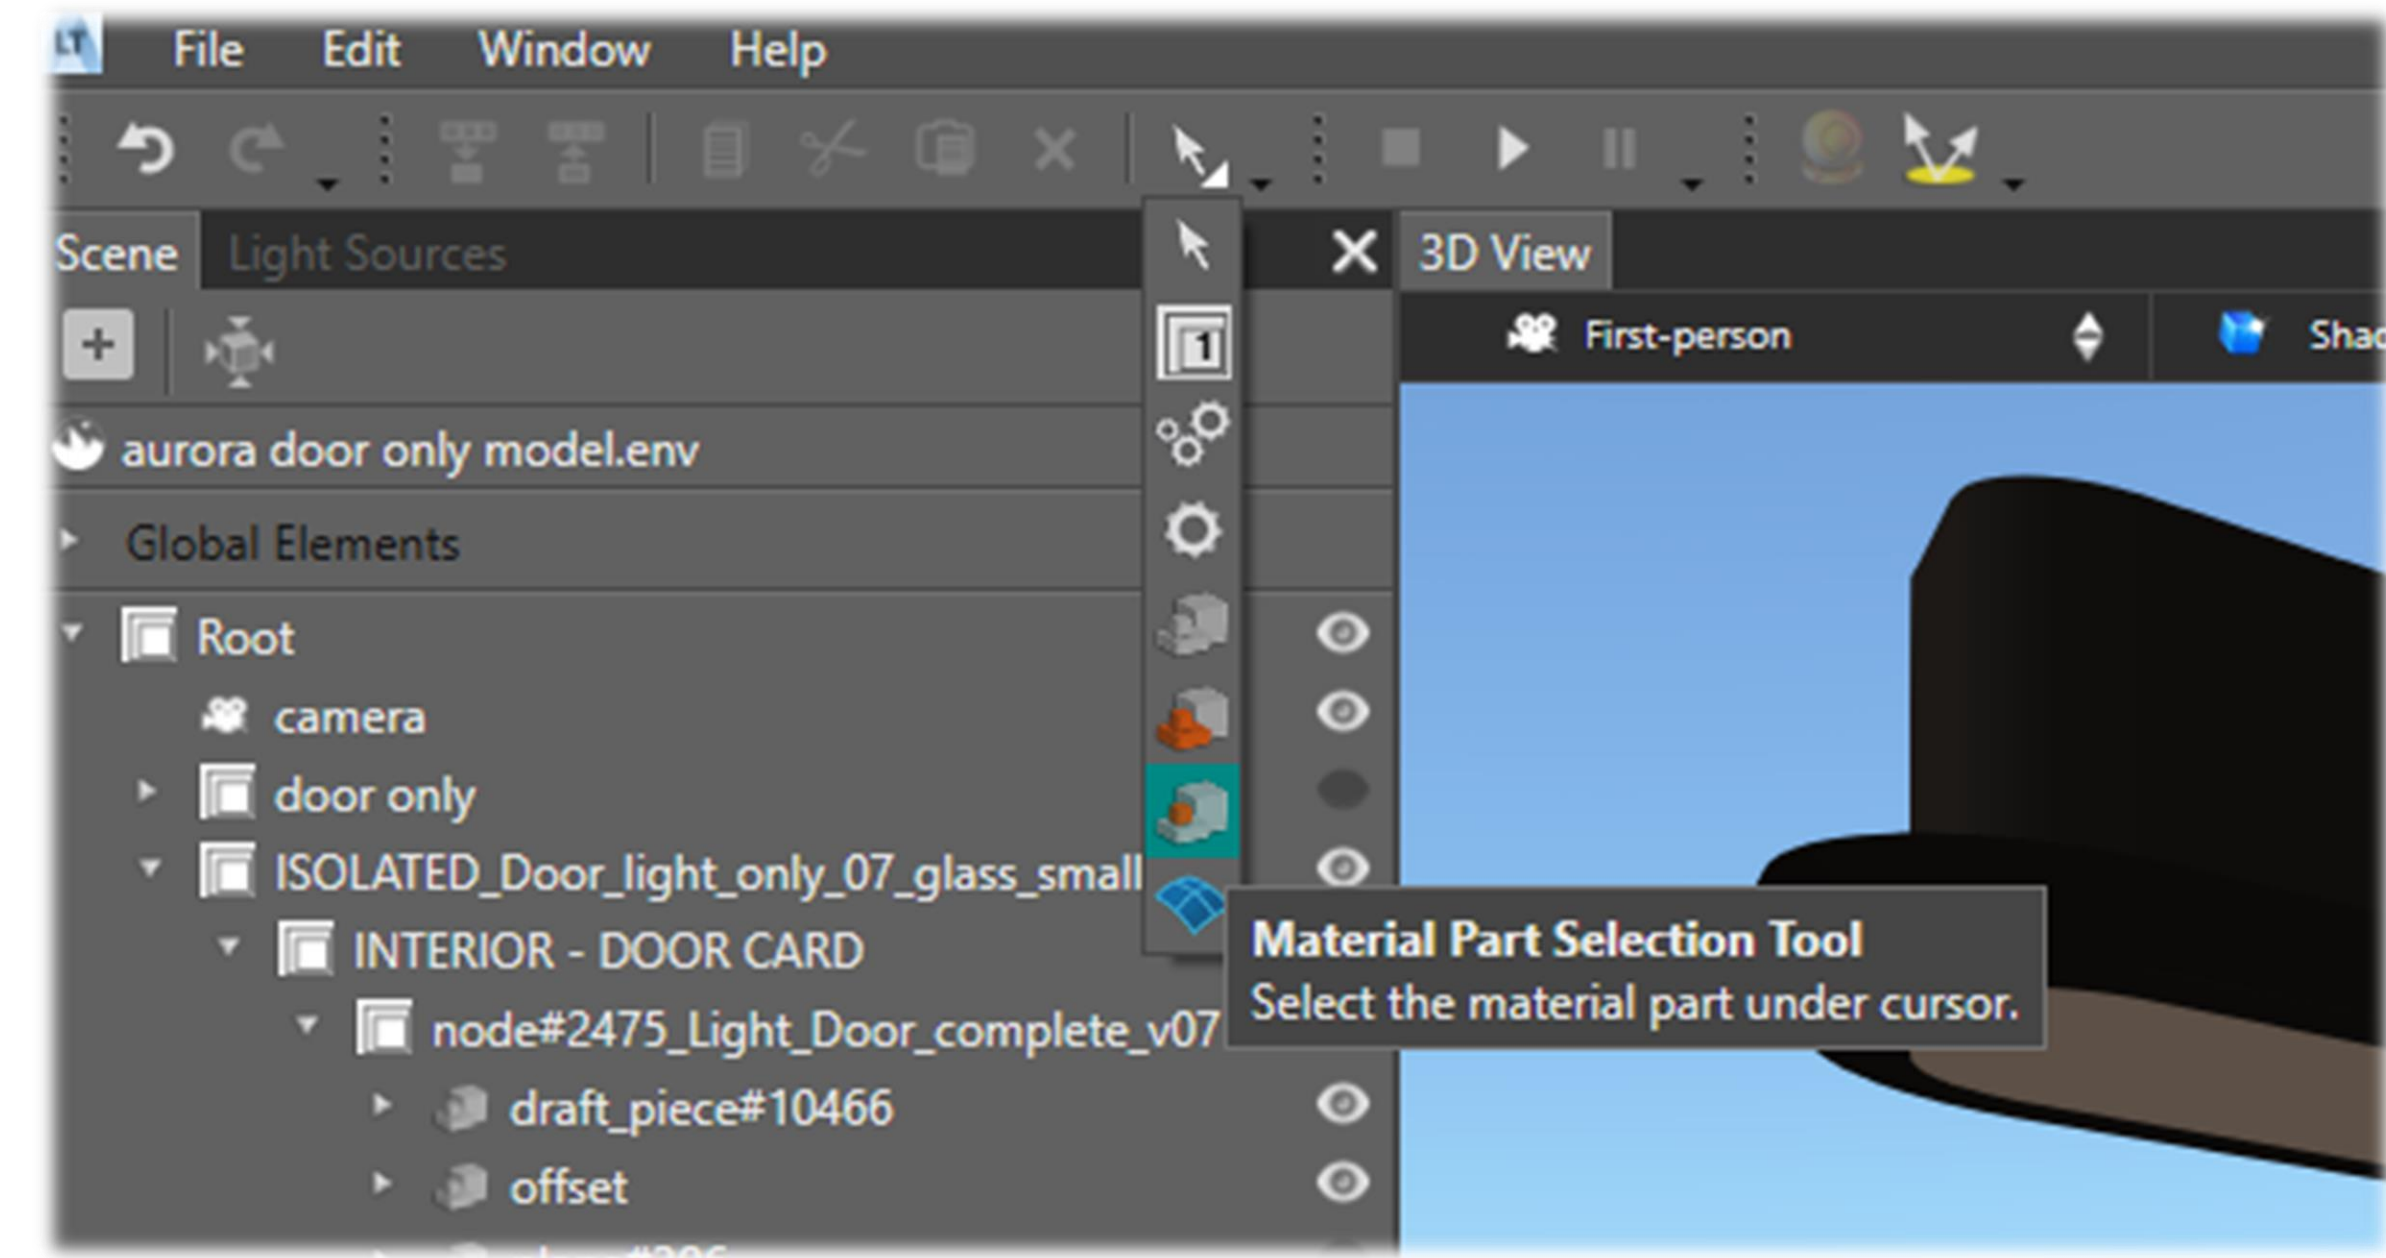 LT File Edit Window Help
Scene Light Sources 3D View
1
First-person
aurora door only model.env
Global Elements
Root
camera
door only
ISOLATED_Door_light_only_07_glass_small
INTERIOR - DOOR CARD
Material Part Selection Tool
Select the material part under cursor.
node#2475_Light_Door_complete_v07
draft_piece#10466
offset